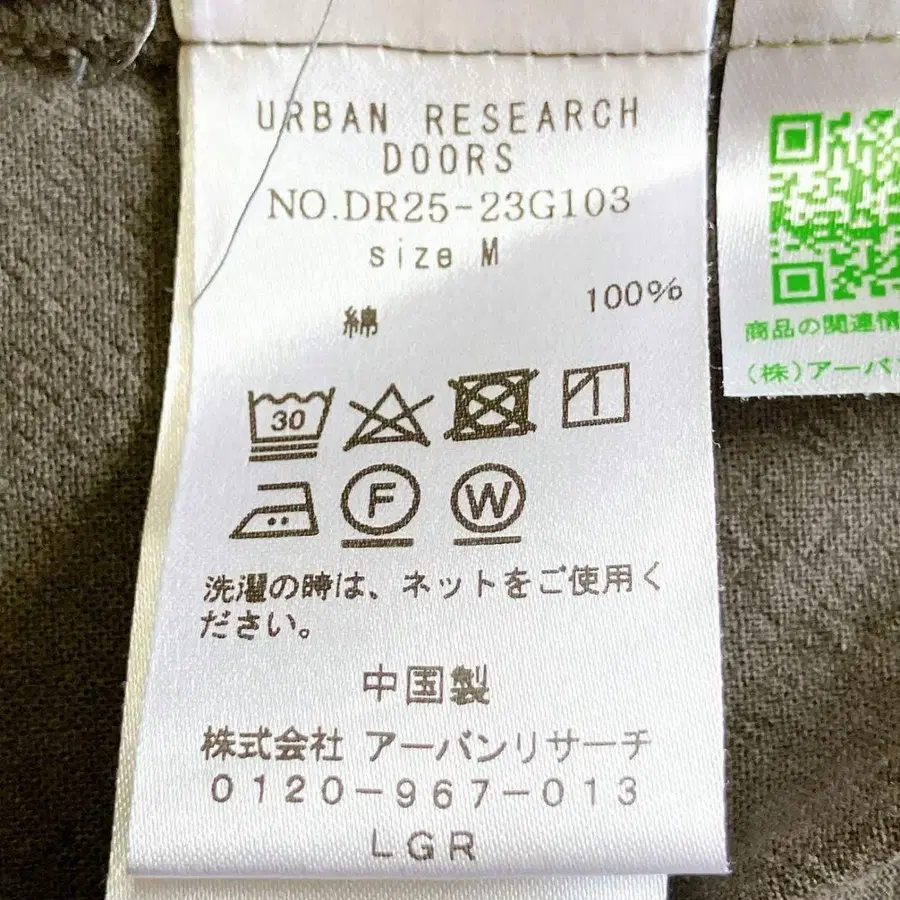 URBAN RESEARCH
DOORS
NO.DR25-23G103
size M
綿 100%
30
F W
洗濯の時は、ネットをご使用く
ださい。
中国製
株式会社 アーバンリサーチ
0120-967-013
LGR
商品の関連情
(株)アーバン